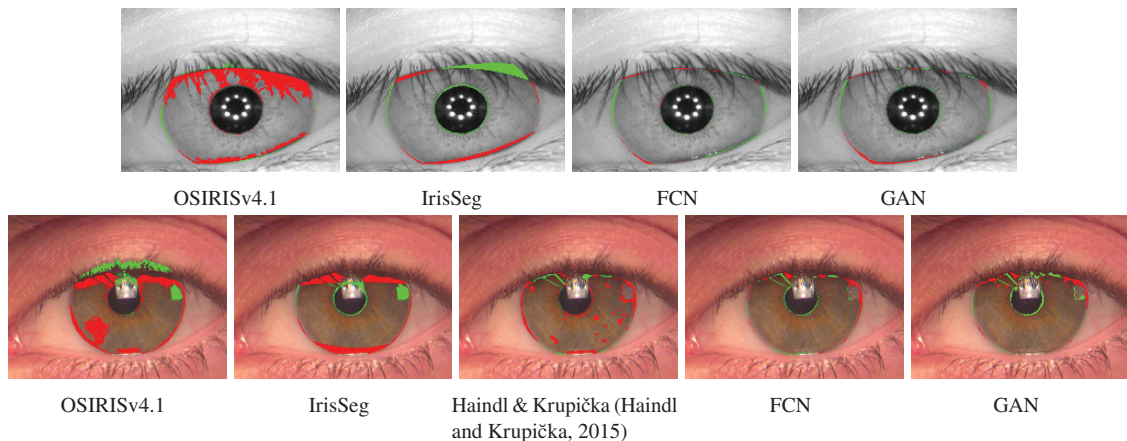 OSIRISv4.1 IrisSeg FCN GAN
OSIRISv4.1 IrisSeg Haindl & Krupička (Haindl FCN GAN
and Krupička, 2015)